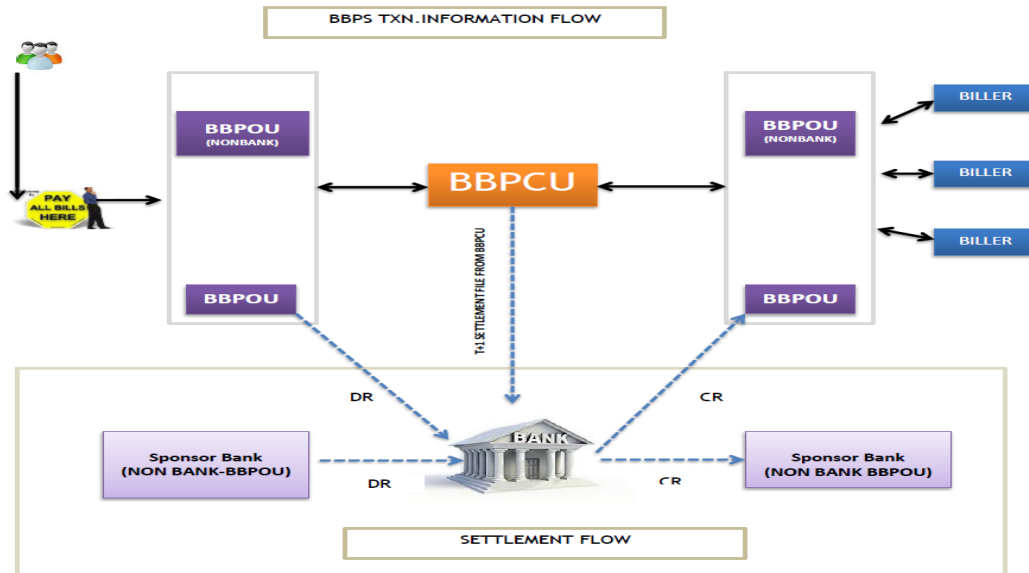 BBPS TXN.INFORMATION FLOW
BBPOU
(NONBANK)
BBPOU
(NONBANK)
BILLER
BBPCU
BILLER
PAY
ALL BILLS
HERE
BILLER
BBPOU
BBPOU
T+1 SETTLEMENT FILE FROM BBPCU
DR
CR
BANK
Sponsor Bank
(NON BANK-BBPOU)
Sponsor Bank
(NON BANK BBPOU)
DR
CR
SETTLEMENT FLOW